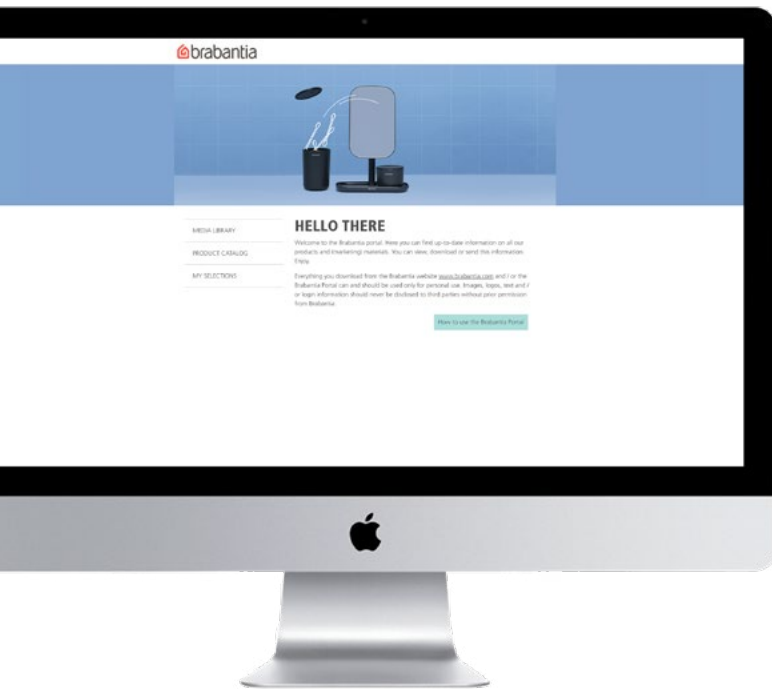 brabantia
MEDIA LIBRARY
PRODUCT CATALOG
MY SELECTIONS
HELLO THERE
Welcome to the Brabantia portal. Here you can find up-to-date information on all our
products and (marketing) materials. You can view, download or send this information.
Enjoy.
Everything you download from the Brabantia website www.brabantia.com and / or the
Brabantia Portal can and should be used only for personal use. Images, logos, text and /
or login information should never be disclosed to third parties without prior permission
from Brabantia.
How to use the Brabantia Portal